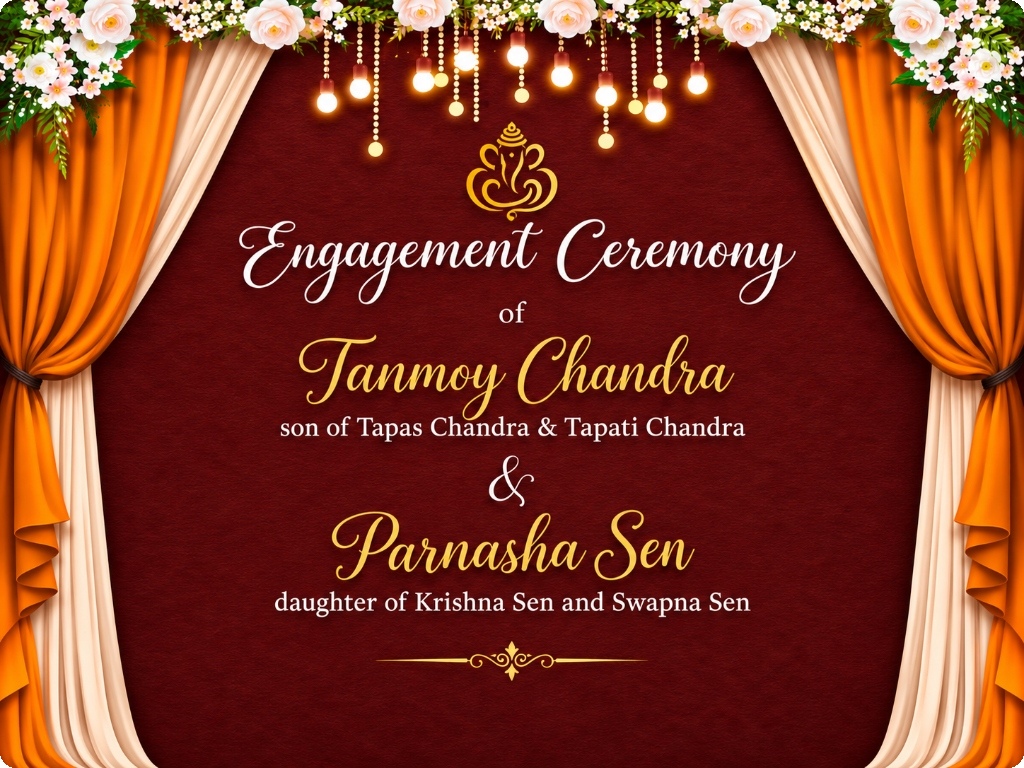 Engagement Ceremony
of
Tanmoy Chandra
son of Tapas Chandra & Tapati Chandra
&
Parnasha Sen
daughter of Krishna Sen and Swapna Sen